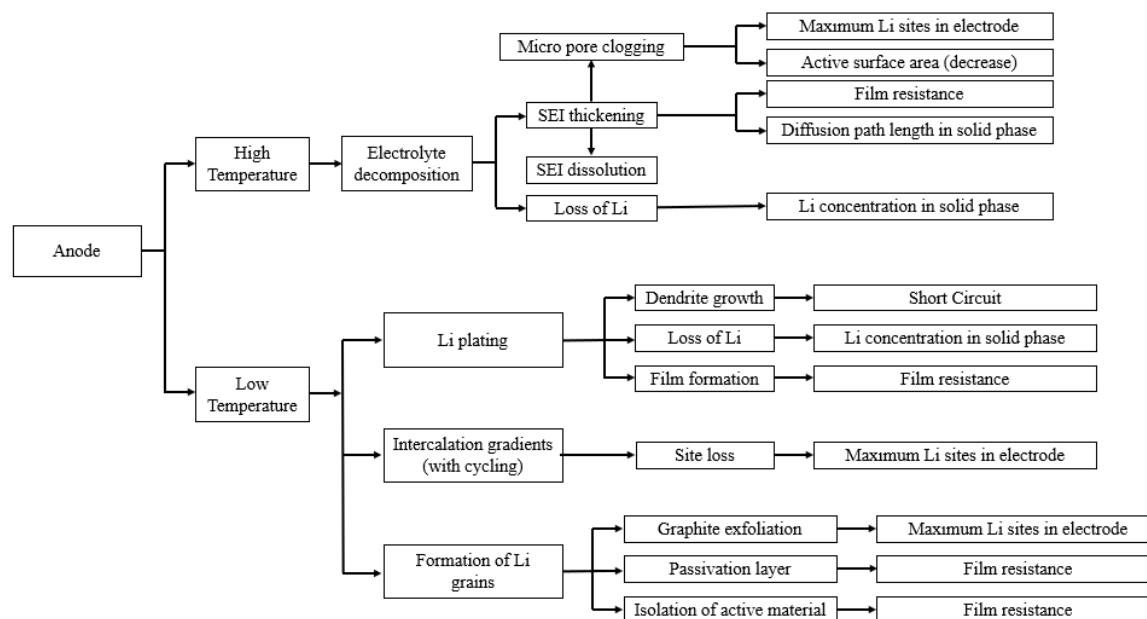 Maximum Li sites in electrode
Micro pore clogging
Active surface area (decrease)
Film resistance
SEI thickening
Diffusion path length in solid phase
High
Temperature
Electrolyte
decomposition
SEI dissolution
Loss of Li
Li concentration in solid phase
Anode
Dendrite growth
Short Circuit
Li plating
Loss of Li
Li concentration in solid phase
Film formation
Film resistance
Low
Temperature
Intercalation gradients
(with cycling)
Site loss
Maximum Li sites in electrode
Graphite exfoliation
Maximum Li sites in electrode
Formation of Li
grains
Passivation layer
Film resistance
Isolation of active material
Film resistance